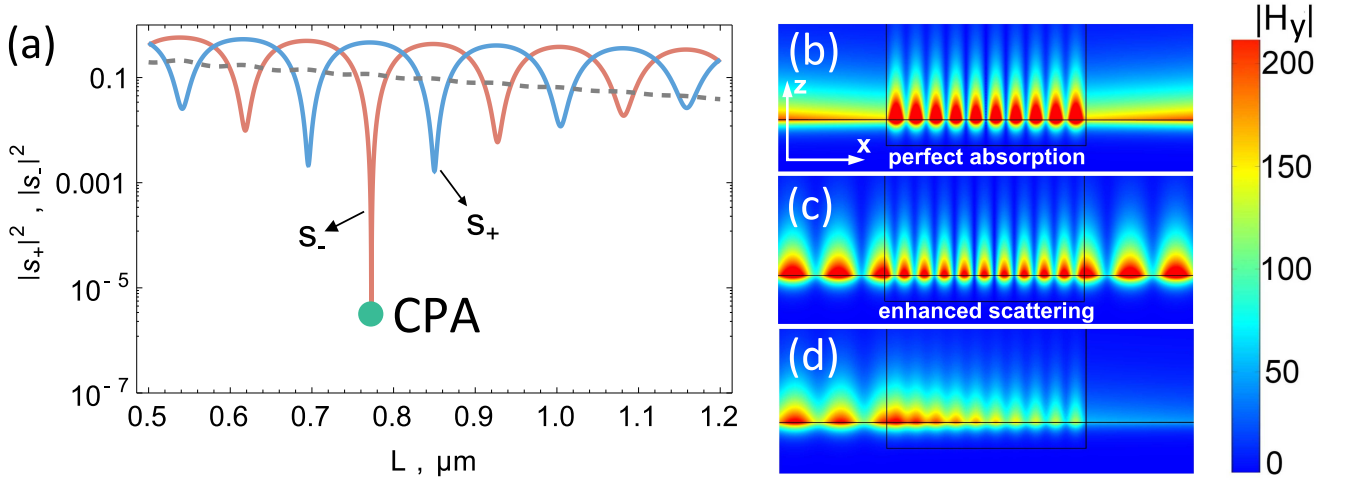 (a)
|s₊|² , |s₋|²
0.1
0.001
10⁻⁵
10⁻⁷
s₋
s₊
CPA
0.5 0.6 0.7 0.8 0.9 1.0 1.1 1.2
L , μm
(b)
z
x
perfect absorption
(c)
enhanced scattering
(d)
|Hy|
200
150
100
50
0